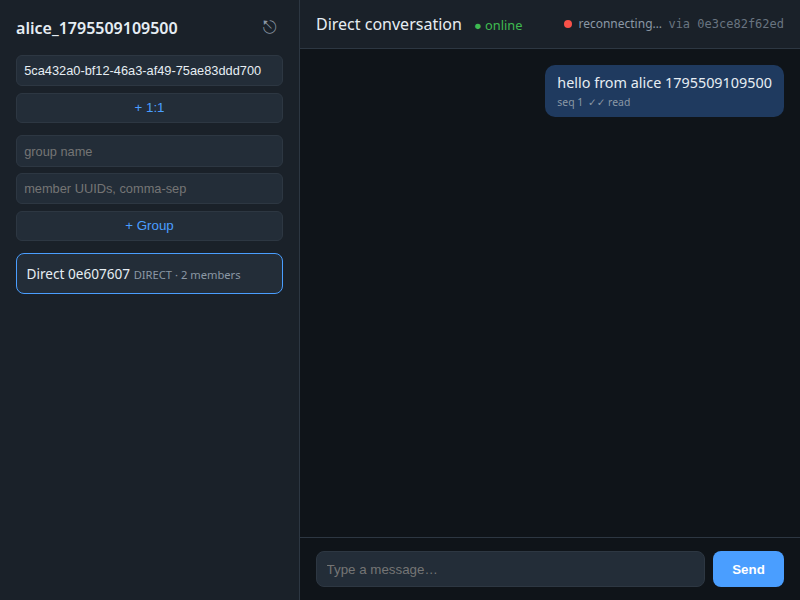 alice_1795509109500
5ca432a0-bf12-46a3-af49-75ae83ddd700
+ 1:1
group name
member UUIDs, comma-sep
+ Group
Direct 0e607607 DIRECT · 2 members
Direct conversation ● online
reconnecting... via 0e3ce82f62ed
hello from alice 1795509109500
seq 1 ✓✓ read
Type a message...
Send